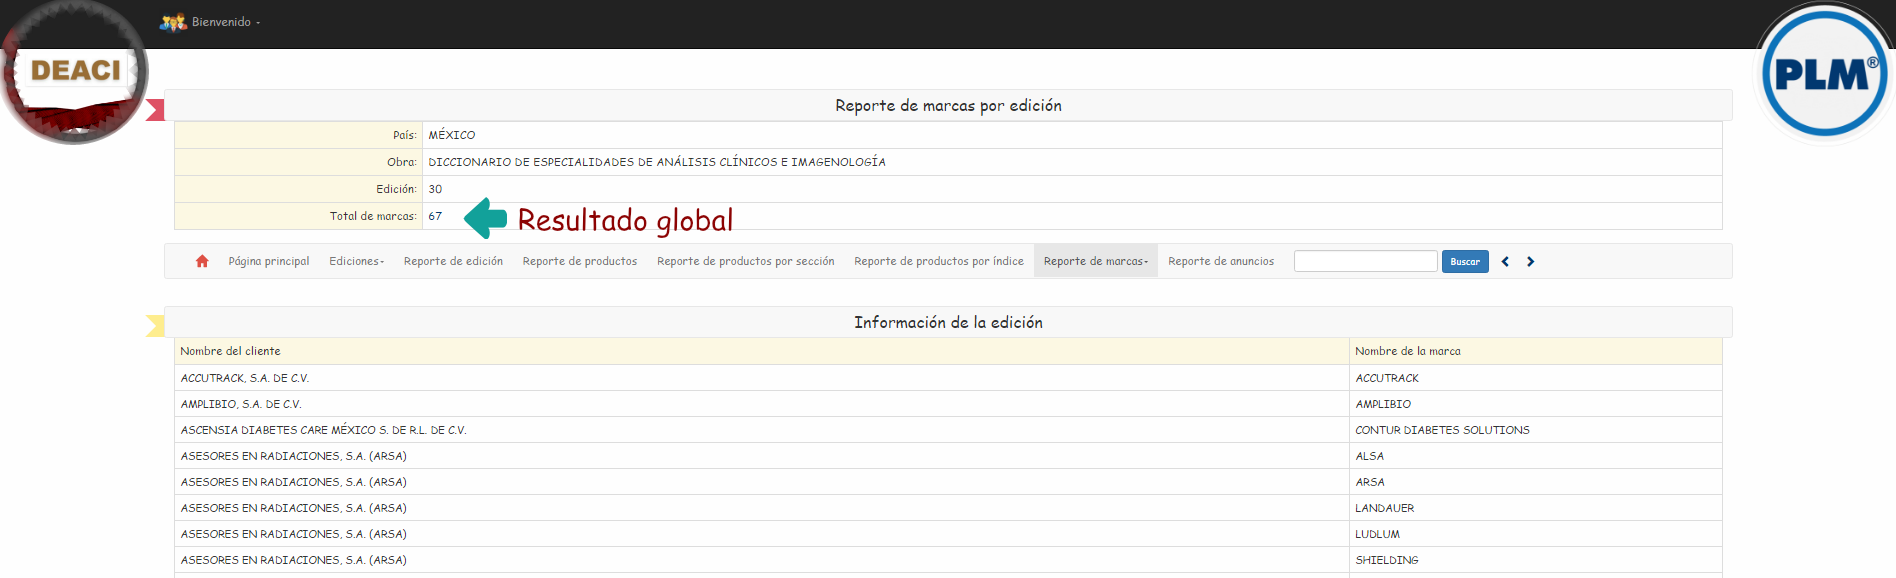 Bienvenido
DEACI
PLM®
Reporte de marcas por edición
País: MÉXICO
Obra: DICCIONARIO DE ESPECIALIDADES DE ANÁLISIS CLÍNICOS E IMAGENOLOGÍA
Edición: 30
Total de marcas: 67
Resultado global
Página principal Ediciones Reporte de edición Reporte de productos Reporte de productos por sección Reporte de productos por índice Reporte de marcas Reporte de anuncios Buscar
Información de la edición
Nombre del cliente Nombre de la marca
ACCUTRACK, S.A. DE C.V. ACCUTRACK
AMPLIBIO, S.A. DE C.V. AMPLIBIO
ASCENSIA DIABETES CARE MÉXICO S. DE R.L. DE C.V. CONTUR DIABETES SOLUTIONS
ASESORES EN RADIACIONES, S.A. (ARSA) ALSA
ASESORES EN RADIACIONES, S.A. (ARSA) ARSA
ASESORES EN RADIACIONES, S.A. (ARSA) LANDAUER
ASESORES EN RADIACIONES, S.A. (ARSA) LUDLUM
ASESORES EN RADIACIONES, S.A. (ARSA) SHIELDING